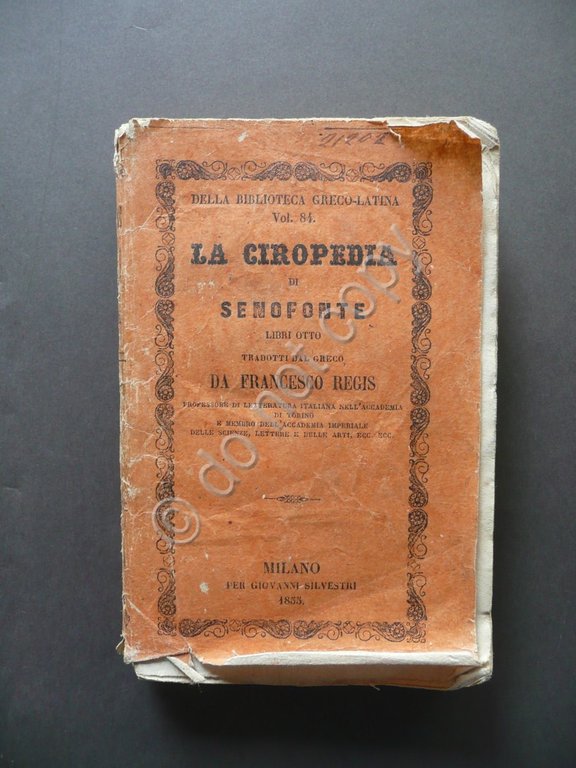 DELLA BIBLIOTECA GRECO-LATINA
Vol. 84.
LA CIROPEDIA
DI
SENOFONTE
LIBRI OTTO
TRADOTTI DAL GRECO
DA FRANCESCO REGIS
PROFESSORE DI LETTERATURA ITALIANA NELL'ACCADEMIA
DI TORINO
E MEMBRO DELL'ACCADEMIA IMPERIALE
DELLE SCIENZE, LETTERE E BELLE ARTI, ECC. ECC.
MILANO
PER GIOVANNI SILVESTRI
1855.
© do not copy